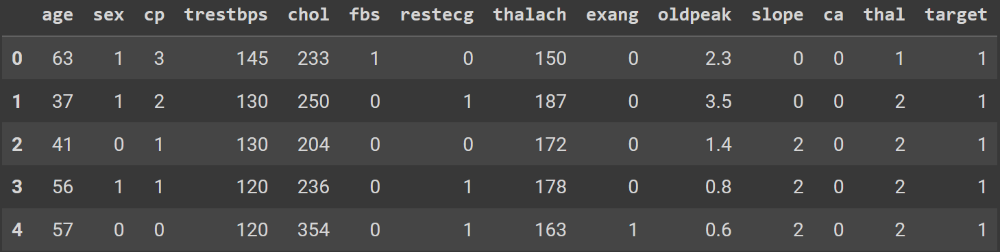 age sex cp trestbps chol fbs restecg thalach exang oldpeak slope ca thal target
0 63 1 3 145 233 1 0 150 0 2.3 0 0 1 1
1 37 1 2 130 250 0 1 187 0 3.5 0 0 2 1
2 41 0 1 130 204 0 0 172 0 1.4 2 0 2 1
3 56 1 1 120 236 0 1 178 0 0.8 2 0 2 1
4 57 0 0 120 354 0 1 163 1 0.6 2 0 2 1